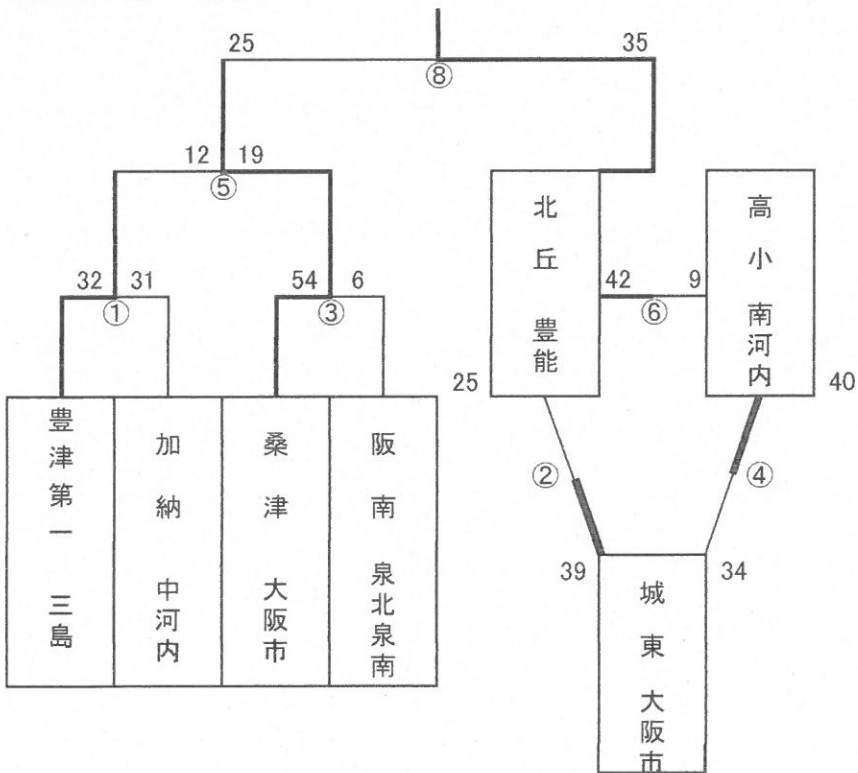 25 35
⑧
12 19
⑤
32 31
①
54 6
③
42 9
⑥
北丘 豊能
高小 南河内
25
40
②
④
39 34
豊津第一 三島
加納 中河内
桑津 大阪市
阪南 泉北泉南
城東 大阪市